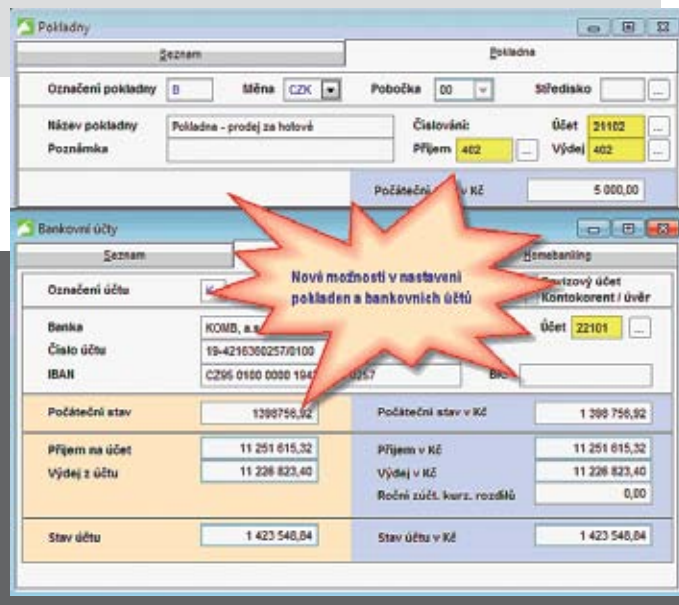 Pokladny
Seznam
Pokladna
Označení pokladny B Měna CZK Pobočka 00 Středisko ...
Název pokladny Pokladna - prodej za hotové Číslování: Účet 21102 ...
Poznámka Příjem 402 ... Výdej 402 ...
Počáteční v Kč 5 000,00
Bankovní účty
Seznam
Homebanking
Nové možnosti v nastavení
pokladen a bankovních účtů
Označení účtu účet
Kontokorent / úvěr
Banka KOMB, a.s. Účet 22101 ...
Číslo účtu 19-4216360257/0100
IBAN CZ95 0100 0000 0257
Počáteční stav 1398756,92 Počáteční stav v Kč 1 398 756,92
Příjem na účet 11 251 615,32 Příjem v Kč 11 251 615,32
Výdej z účtu 11 226 823,40 Výdej v Kč 11 226 823,40
Roční zúčt. kurz. rozdílů 0,00
Stav účtu 1 423 548,84 Stav účtu v Kč 1 423 548,84